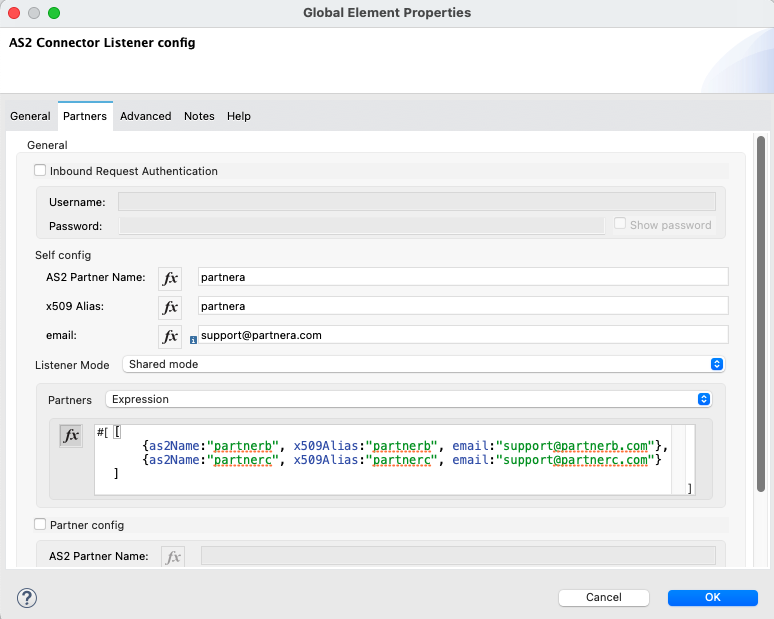 Global Element Properties
AS2 Connector Listener config
General Partners Advanced Notes Help
General
Inbound Request Authentication
Username:
Password: Show password
Self config
AS2 Partner Name: fx partnera
x509 Alias: fx partnera
email: fx support@partnera.com
Listener Mode Shared mode
Partners Expression
fx #[ [
{as2Name:"partnerb", x509Alias:"partnerb", email:"support@partnerb.com"},
{as2Name:"partnerc", x509Alias:"partnerc", email:"support@partnerc.com"}
]
]
Partner config
AS2 Partner Name: fx
? Cancel OK